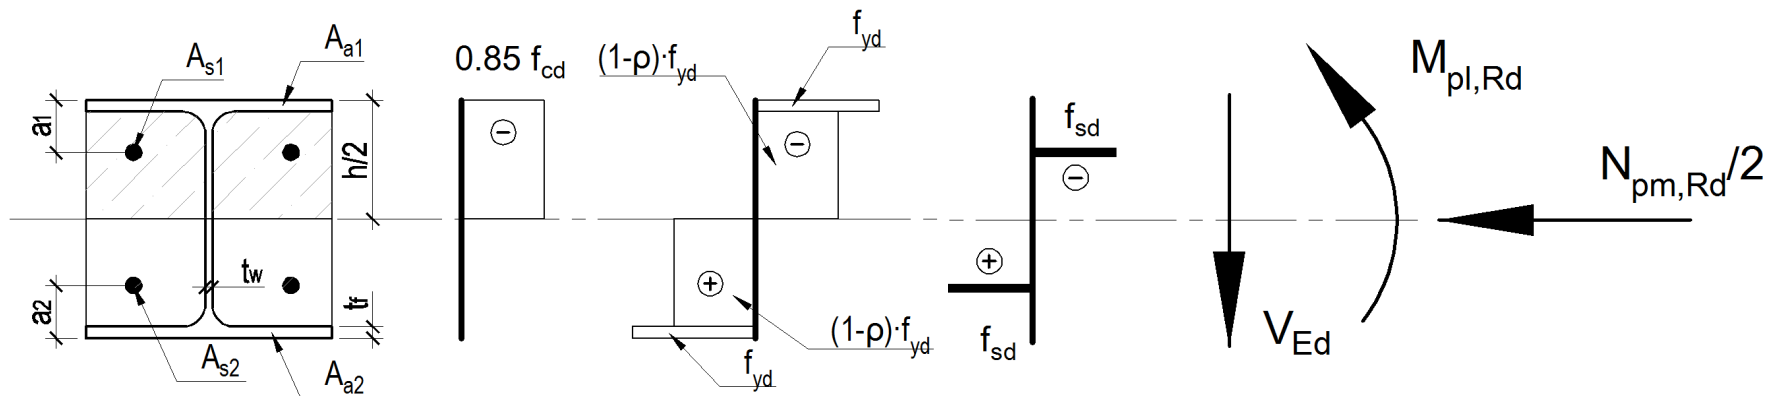 A_s1
A_a1
a1
h/2
a2
tw
tf
A_s2
A_a2
0.85 f_cd
-
(1-ρ)·f_yd
f_yd
-
+
(1-ρ)·f_yd
f_yd
f_sd
-
+
f_sd
M_pl,Rd
N_pm,Rd/2
V_Ed